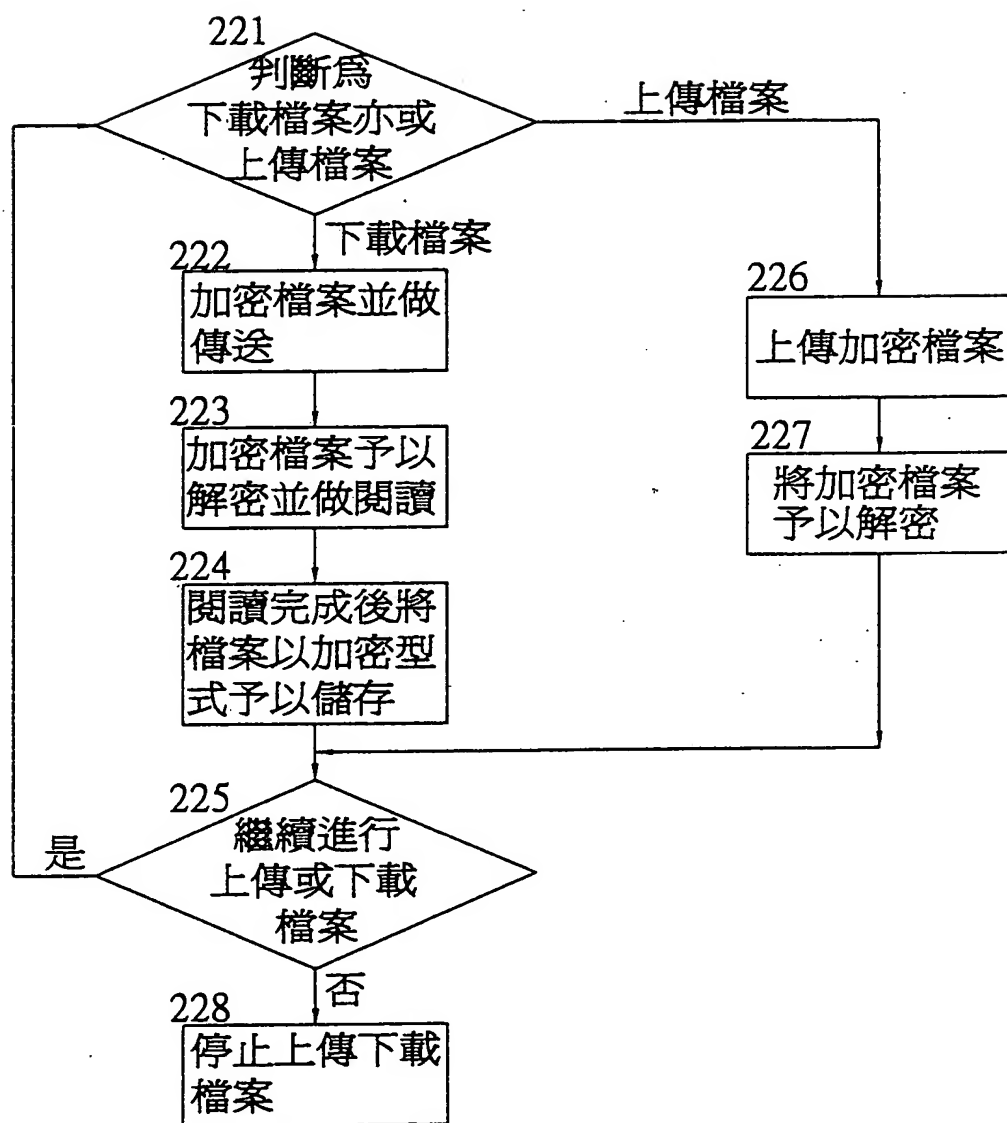 221
判斷爲
下載檔案亦或
上傳檔案
上傳檔案
下載檔案
222
加密檔案並做
傳送
223
加密檔案予以
解密並做閱讀
224
閱讀完成後將
檔案以加密型
式予以儲存
226
上傳加密檔案
227
將加密檔案
予以解密
225
繼續進行
上傳或下載
檔案
是
否
228
停止上傳下載
檔案